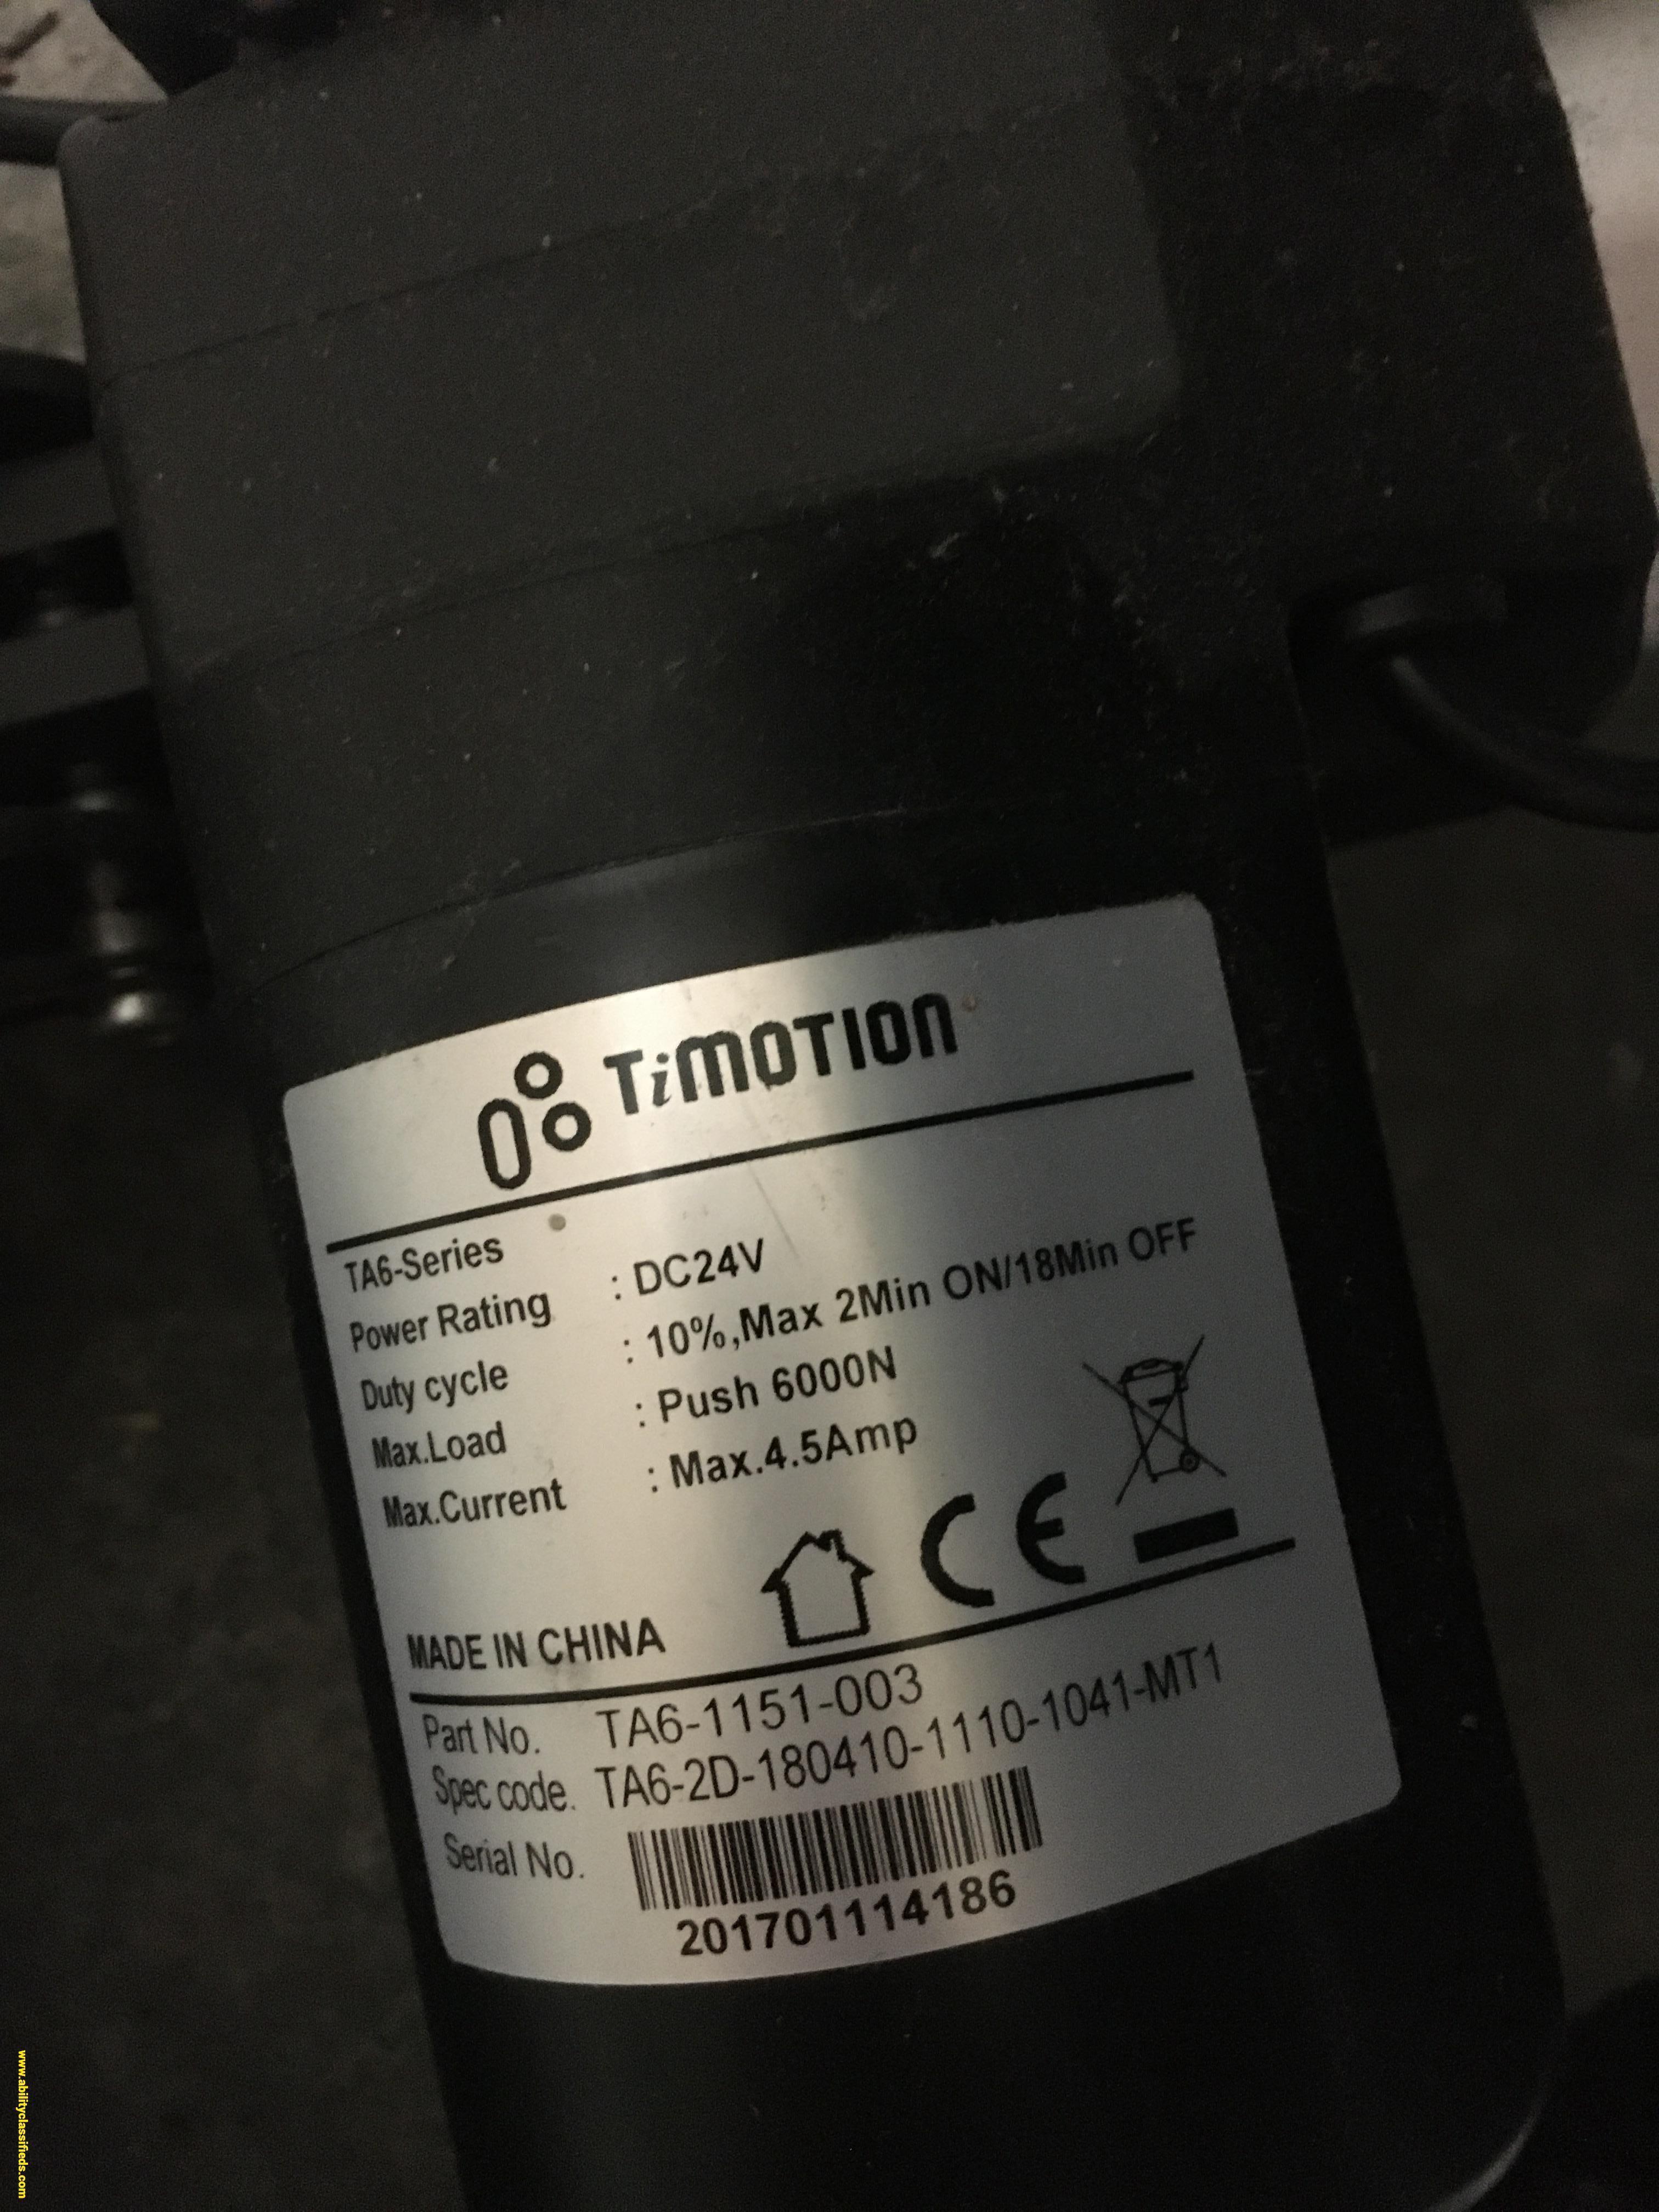 TiMOTION
TA6-Series
Power Rating : DC24V
Duty cycle : 10%,Max 2Min ON/18Min OFF
Max.Load : Push 6000N
Max.Current : Max.4.5Amp
MADE IN CHINA
CE
Part No. TA6-1151-003
Spec code. TA6-2D-180410-1110-1041-MT1
Serial No.
201701114186
www.abilityclassifieds.com